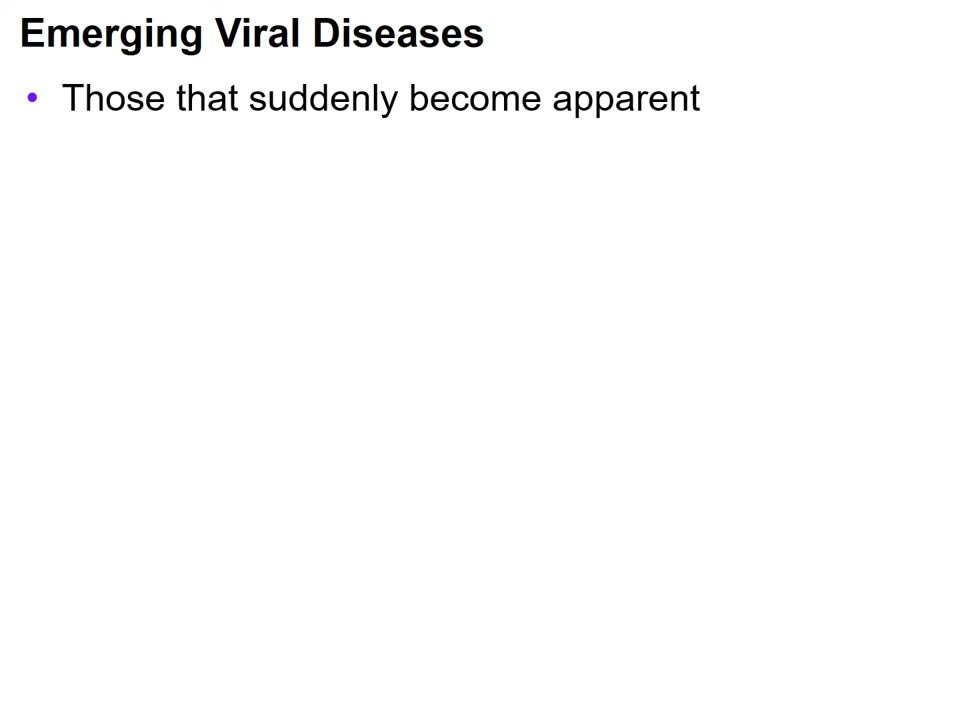 Emerging Viral Diseases
• Those that suddenly become apparent